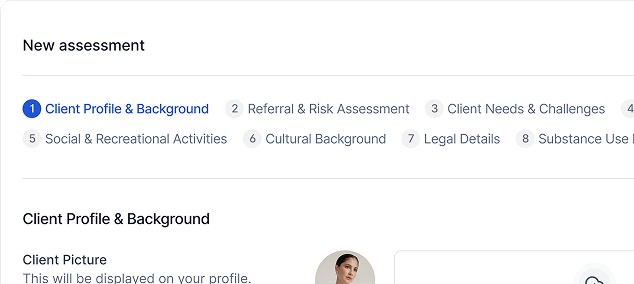 New assessment
1 Client Profile & Background 2 Referral & Risk Assessment 3 Client Needs & Challenges 4
5 Social & Recreational Activities 6 Cultural Background 7 Legal Details 8 Substance Use
Client Profile & Background
Client Picture
This will be displayed on your profile.